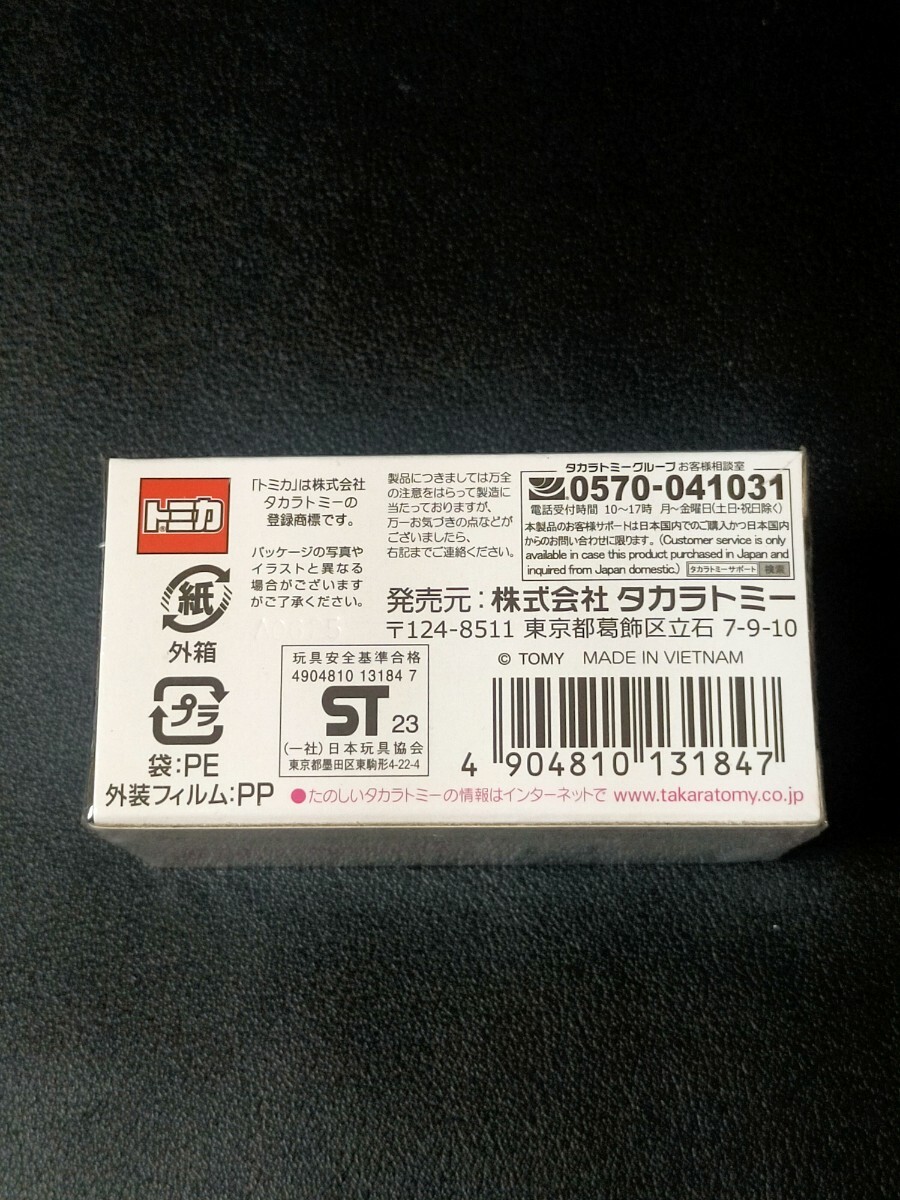 トミカ
®
「トミカ」は株式会社
タカラトミーの
登録商標です。
パッケージの写真や
イラストと異なる
場合がございます
がご了承ください。
製品につきましては万全
の注意をはらって製造に
当たっておりますが、
万一お気づきの点などが
ございましたら、
右記までご連絡ください。
タカラトミーグループ お客様相談室
0570-041031
電話受付時間 10〜17時 月〜金曜日(土日・祝日除く)
本製品のお客様サポートは日本国内でのご購入かつ日本国内
からのお問い合わせに限ります。(Customer service is only
available in case this product purchased in Japan and
inquired from Japan domestic.) タカラトミーサポート 検索
発売元:株式会社 タカラトミー
〒124-8511 東京都葛飾区立石 7-9-10
© TOMY MADE IN VIETNAM
紙
外箱
プラ
袋:PE
外装フィルム:PP
玩具安全基準合格
4904810 13184 7
ST 23
(一社)日本玩具協会
東京都墨田区東駒形4-22-4
4 904810 131847
●たのしいタカラトミーの情報はインターネットで www.takaratomy.co.jp